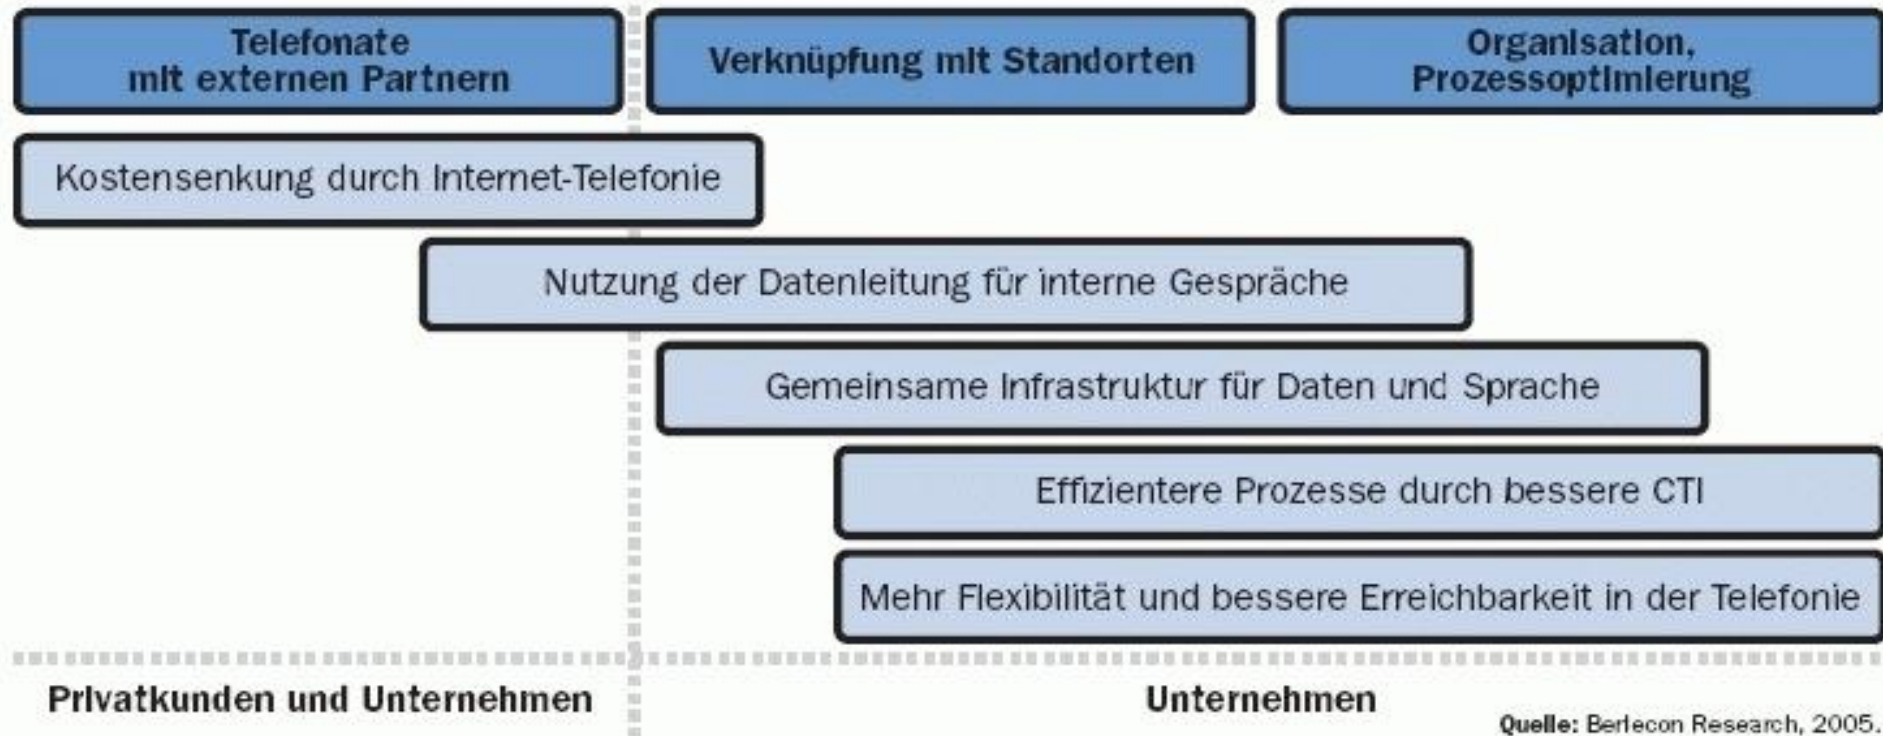 Telefonate
mit externen Partnern
Verknüpfung mit Standorten
Organisation,
Prozessoptimierung
Kostensenkung durch Internet-Telefonie
Nutzung der Datenleitung für interne Gespräche
Gemeinsame Infrastruktur für Daten und Sprache
Effizientere Prozesse durch bessere CTI
Mehr Flexibilität und bessere Erreichbarkeit in der Telefonie
Privatkunden und Unternehmen
Unternehmen
Quelle: Berlecon Research, 2005.